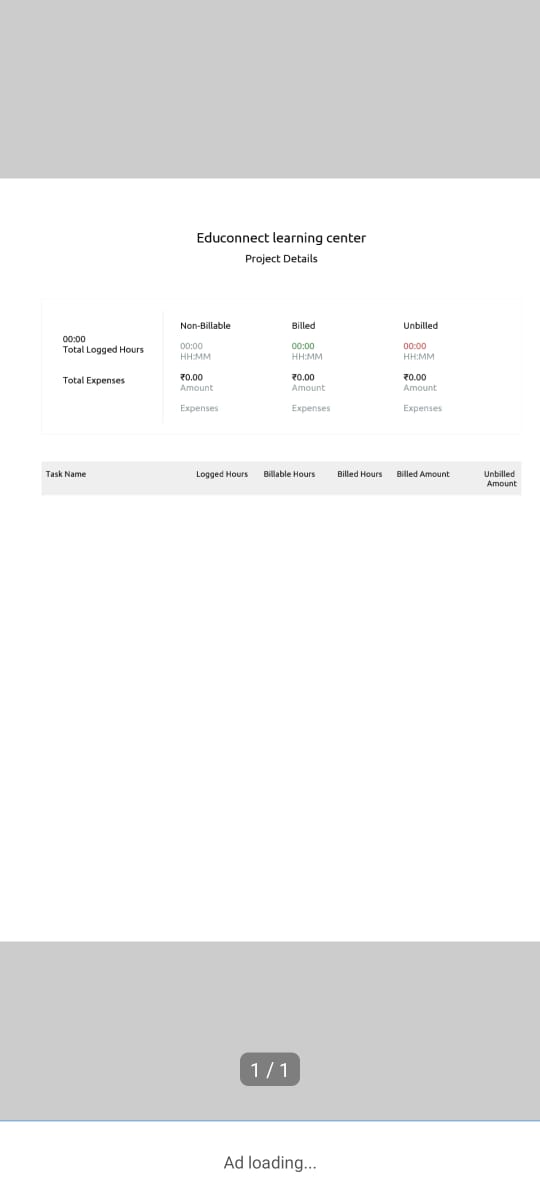 Educonnect learning center
Project Details
00:00
Total Logged Hours
Total Expenses
Non-Billable
00:00
HH:MM
₹0.00
Amount
Expenses
Billed
00:00
HH:MM
₹0.00
Amount
Expenses
Unbilled
00:00
HH:MM
₹0.00
Amount
Expenses
Task Name Logged Hours Billable Hours Billed Hours Billed Amount Unbilled
Amount
1 / 1
Ad loading...